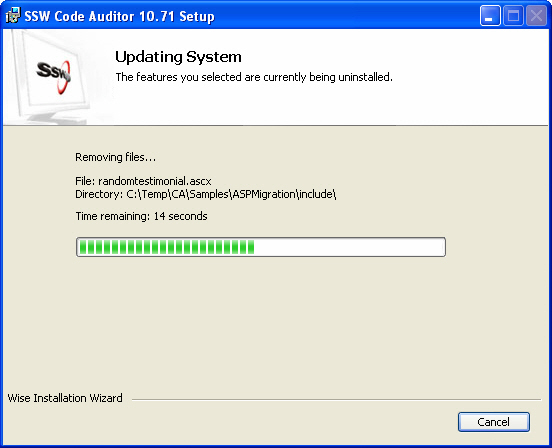 SSW Code Auditor 10.71 Setup
SSW
Updating System
The features you selected are currently being uninstalled.
Removing files...
File: randomtestimonial.ascx
Directory: C:\Temp\CA\Samples\ASPMigration\include\
Time remaining: 14 seconds
Wise Installation Wizard
Cancel